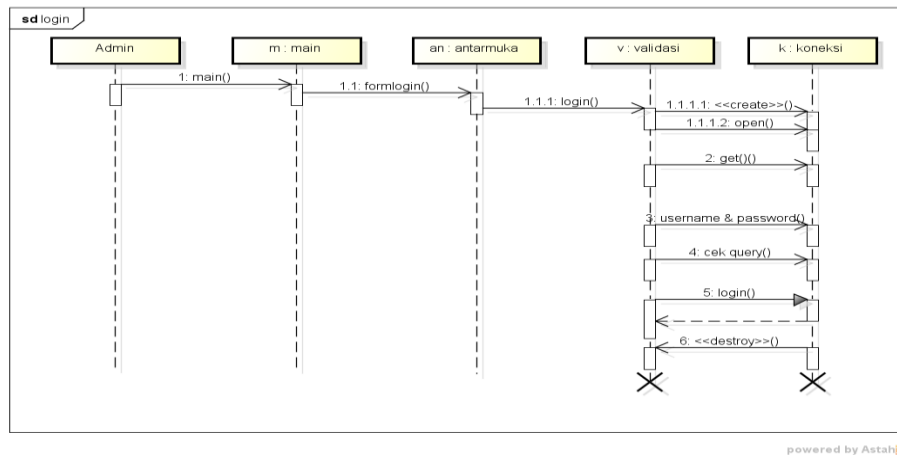 sd login
Admin
m : main
an : antarmuka
v : validasi
k : koneksi
1: main()
1.1: formlogin()
1.1.1: login()
1.1.1.1: <<create>>()
1.1.1.2: open()
2: get()()
3: username & password()
4: cek query()
5: login()
6: <<destroy>>()
powered by Astah